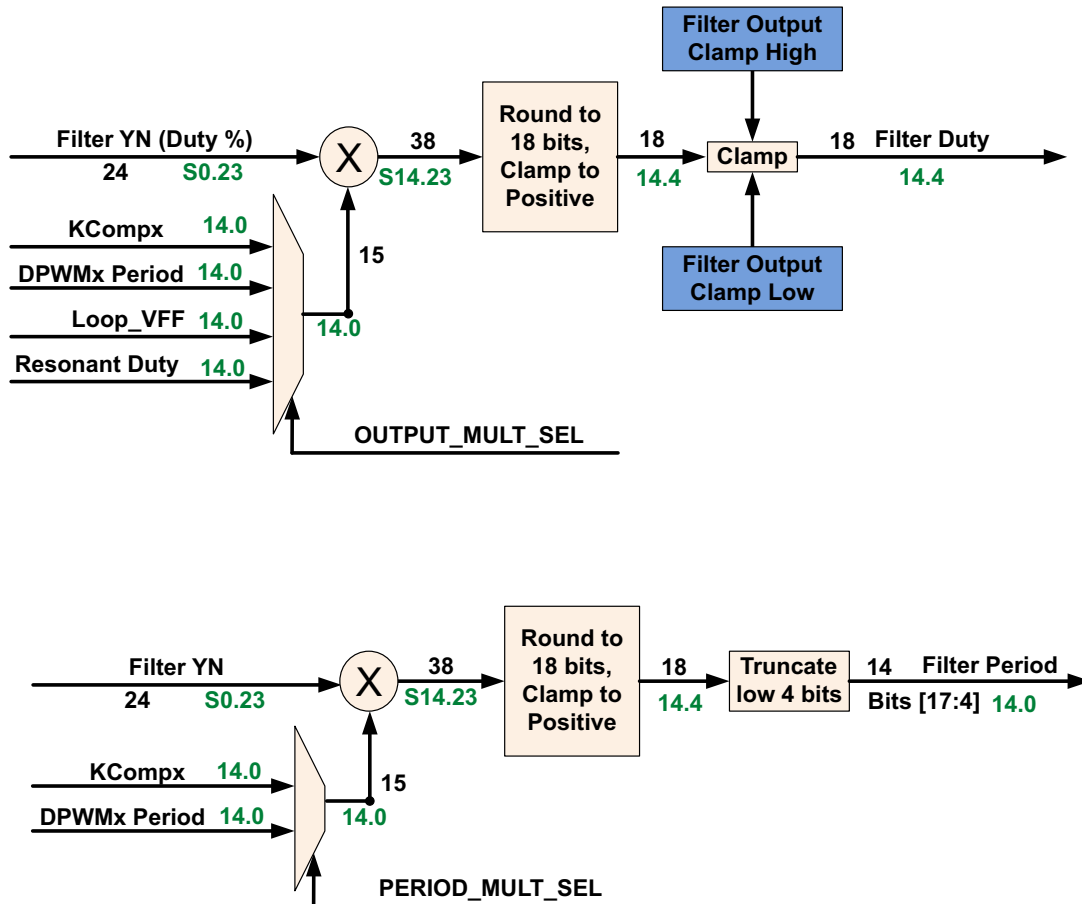 Filter Output
Clamp High
Round to
18 bits,
Clamp to
Positive
Filter YN (Duty %)
24 S0.23
X
38
S14.23
18
14.4
Clamp
18 Filter Duty
14.4
KCompx 14.0
DPWMx Period 14.0
Loop_VFF 14.0
Resonant Duty 14.0
15
14.0
Filter Output
Clamp Low
OUTPUT_MULT_SEL
Round to
18 bits,
Clamp to
Positive
Filter YN
24 S0.23
X
38
S14.23
18
14.4
Truncate
low 4 bits
14 Filter Period
Bits [17:4] 14.0
KCompx 14.0
DPWMx Period 14.0
15
14.0
PERIOD_MULT_SEL